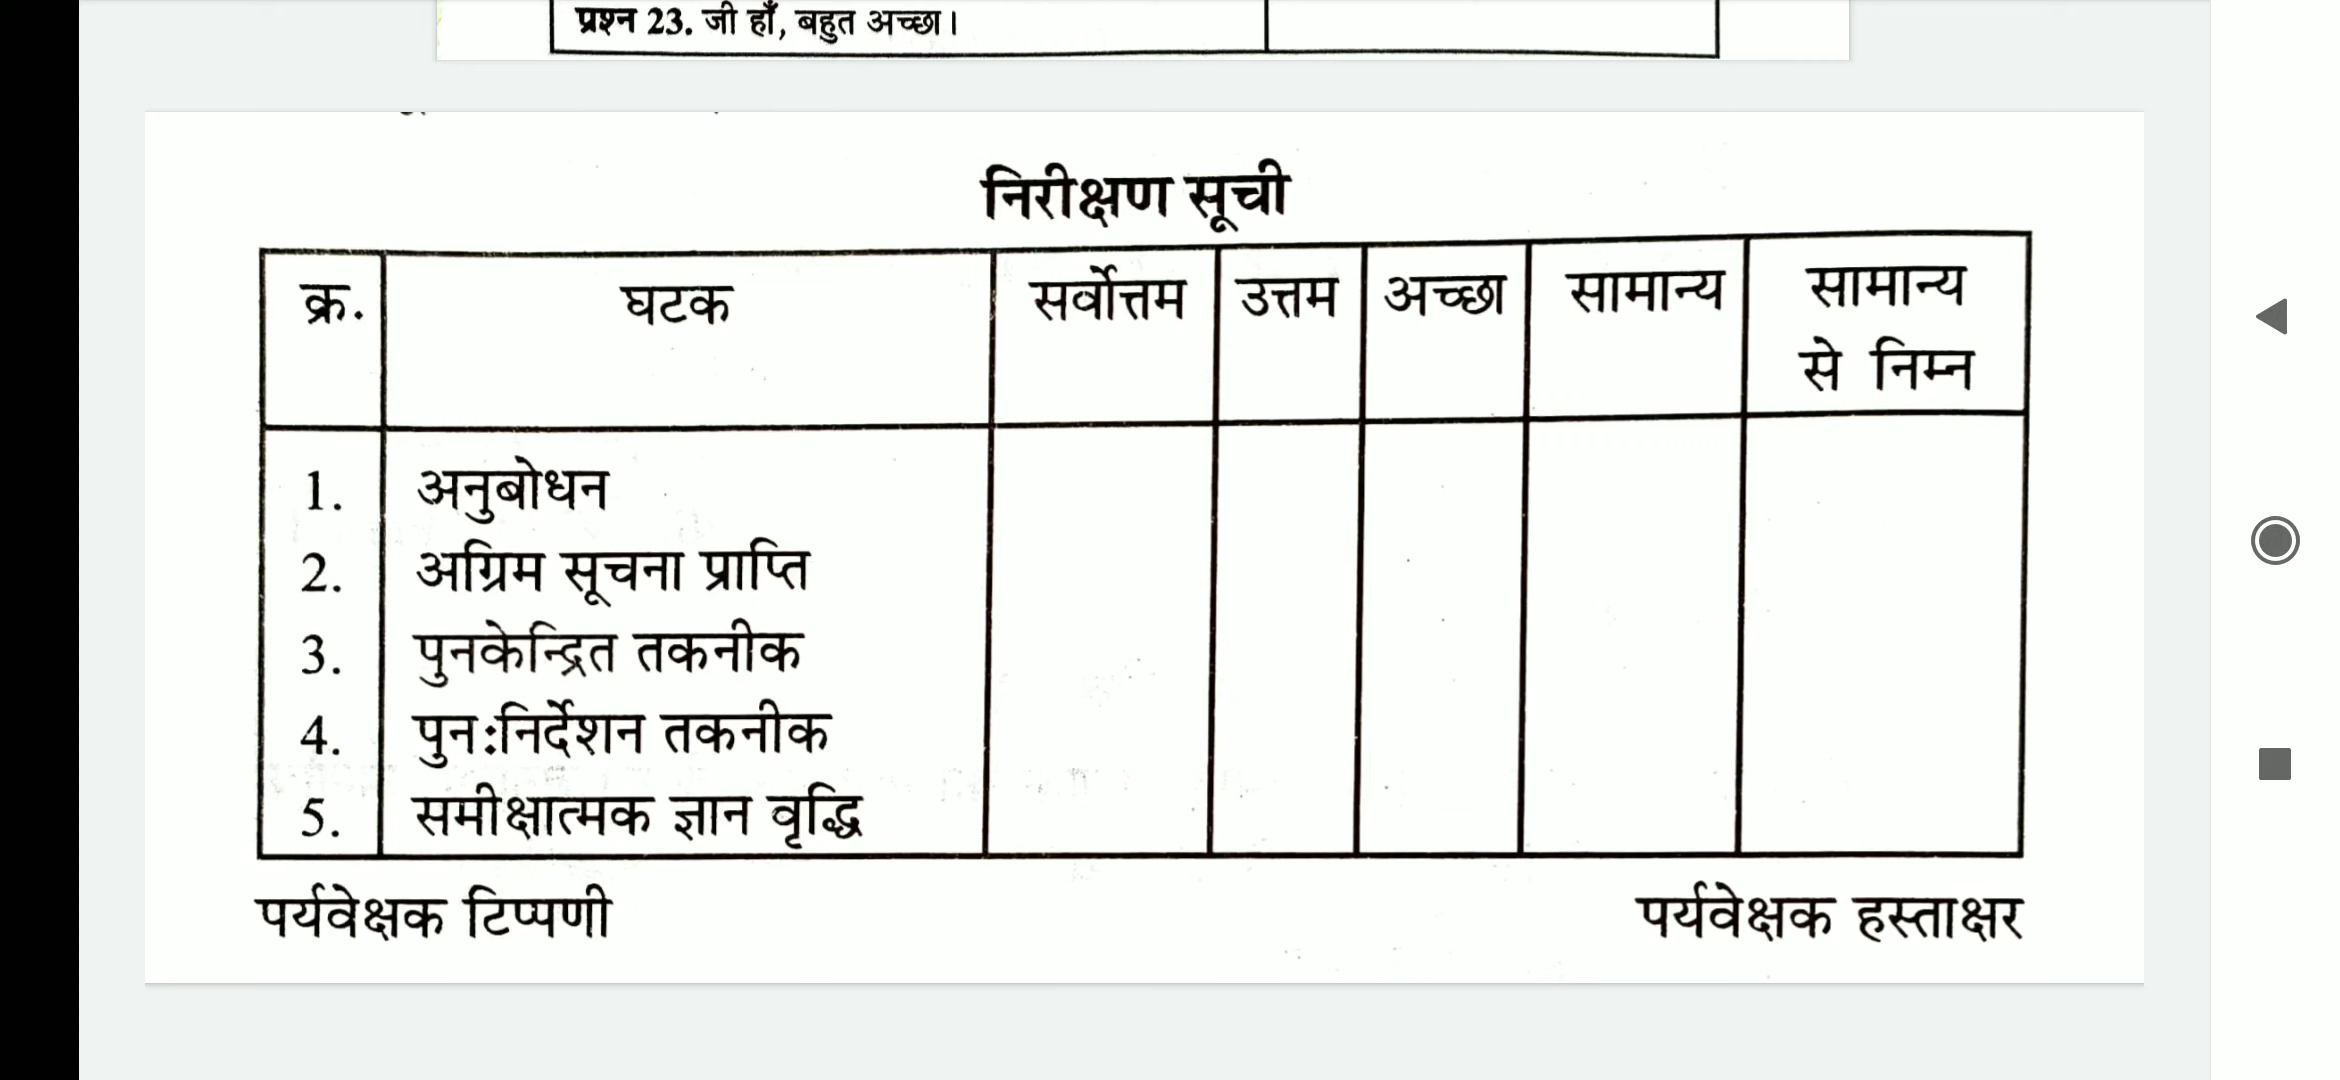 प्रश्न 23. जी हाँ, बहुत अच्छा।
निरीक्षण सूची
क्र. घटक सर्वोत्तम उत्तम अच्छा सामान्य सामान्य
से निम्न
1. अनुबोधन
2. अग्रिम सूचना प्राप्ति
3. पुनकेन्द्रित तकनीक
4. पुनःनिर्देशन तकनीक
5. समीक्षात्मक ज्ञान वृद्धि
पर्यवेक्षक टिप्पणी पर्यवेक्षक हस्ताक्षर